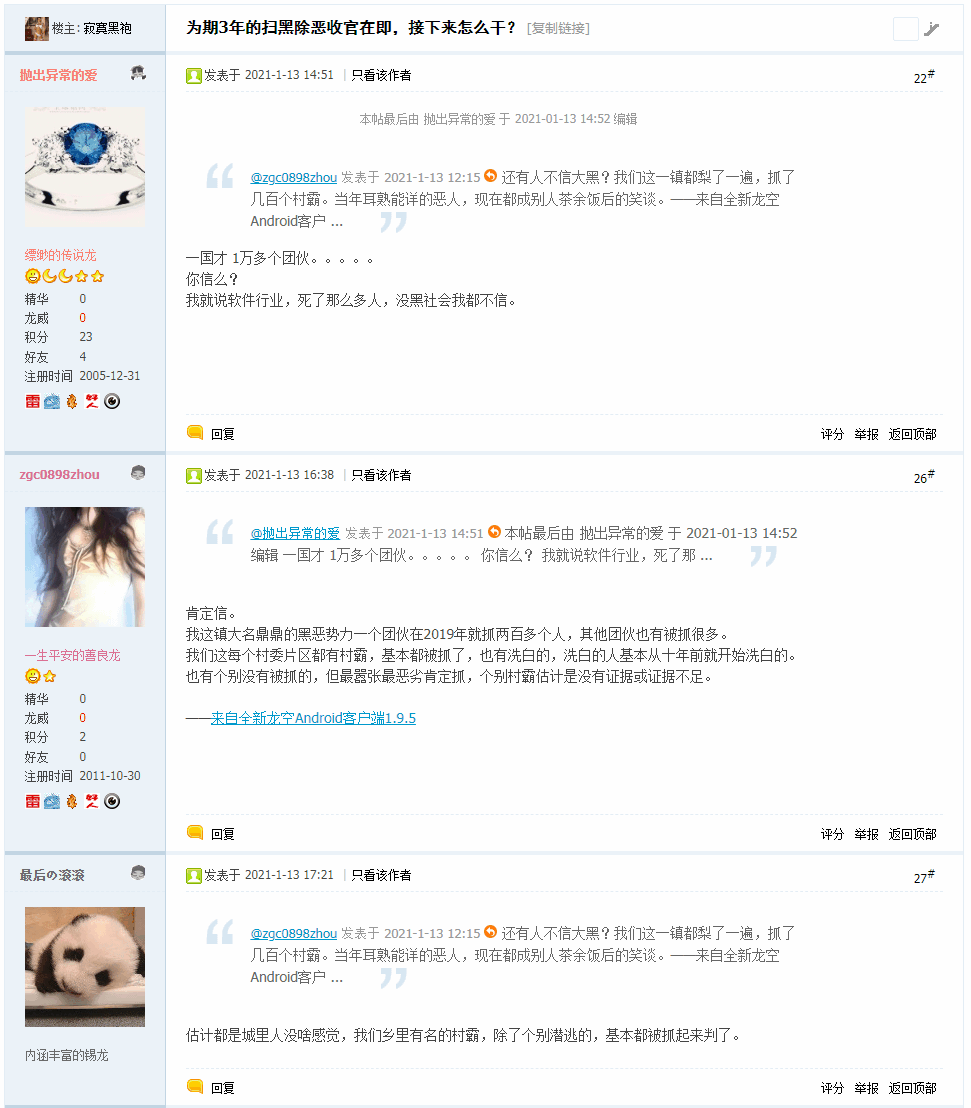 楼主: 寂寞黑袍
为期3年的扫黑除恶收官在即，接下来怎么干？ [复制链接]
抛出异常的爱
发表于 2021-1-13 14:51 |只看该作者
22#
本帖最后由 抛出异常的爱 于 2021-01-13 14:52 编辑
@zgc0898zhou 发表于 2021-1-13 12:15 还有人不信大黑？我们这一镇都梨了一遍，抓了
几百个村霸。当年耳熟能详的恶人，现在都成别人茶余饭后的笑谈。——来自全新龙空
Android客户 ...
一国才 1万多个团伙。。。。。
你信么？
我就说软件行业，死了那么多人，没黑社会我都不信。
缥缈的传说龙
精华 0
龙威 0
积分 23
好友 4
注册时间 2005-12-31
雷
好人
回复
评分 举报 返回顶部
zgc0898zhou
发表于 2021-1-13 16:38 |只看该作者
26#
@抛出异常的爱 发表于 2021-1-13 14:51 本帖最后由 抛出异常的爱 于 2021-01-13 14:52
编辑 一国才 1万多个团伙。。。。。 你信么？ 我就说软件行业，死了那 ...
肯定信。
我这镇大名鼎鼎的黑恶势力一个团伙在2019年就抓两百多个人，其他团伙也有被抓很多。
我们这每个村委片区都有村霸，基本都被抓了，也有洗白的，洗白的人基本从十年前就开始洗白的。
也有个别没有被抓的，但最嚣张最恶劣肯定抓，个别村霸估计是没有证据或证据不足。
——来自全新龙空Android客户端1.9.5
一生平安的善良龙
精华 0
龙威 0
积分 2
好友 0
注册时间 2011-10-30
雷
好人
回复
评分 举报 返回顶部
最后の滚滚
发表于 2021-1-13 17:21 |只看该作者
27#
@zgc0898zhou 发表于 2021-1-13 12:15 还有人不信大黑？我们这一镇都梨了一遍，抓了
几百个村霸。当年耳熟能详的恶人，现在都成别人茶余饭后的笑谈。——来自全新龙空
Android客户 ...
估计都是城里人没啥感觉，我们乡里有名的村霸，除了个别潜逃的，基本都被抓起来判了。
内涵丰富的锡龙
回复
评分 举报 返回顶部